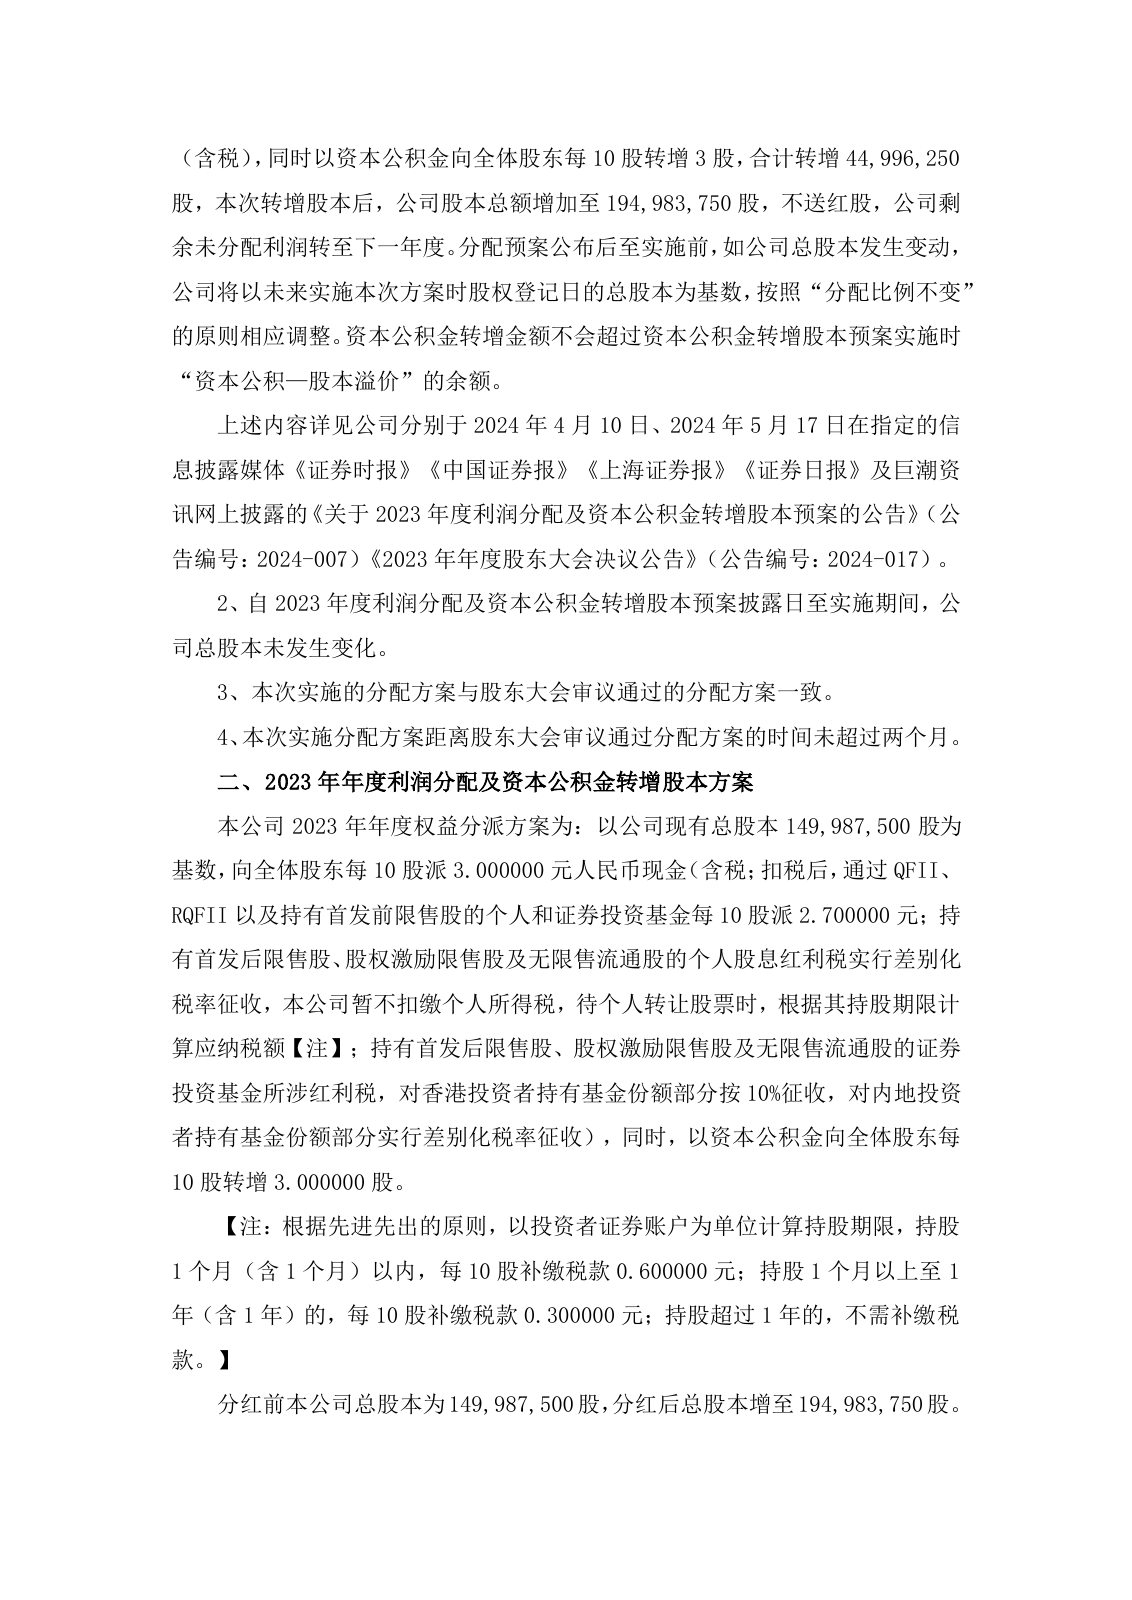 （含税），同时以资本公积金向全体股东每 10 股转增 3 股，合计转增 44,996,250
股，本次转增股本后，公司股本总额增加至 194,983,750 股，不送红股，公司剩
余未分配利润转至下一年度。分配预案公布后至实施前，如公司总股本发生变动，
公司将以未来实施本次方案时股权登记日的总股本为基数，按照“分配比例不变”
的原则相应调整。资本公积金转增金额不会超过资本公积金转增股本预案实施时
“资本公积—股本溢价”的余额。
上述内容详见公司分别于 2024 年 4 月 10 日、2024 年 5 月 17 日在指定的信
息披露媒体《证券时报》《中国证券报》《上海证券报》《证券日报》及巨潮资
讯网上披露的《关于 2023 年度利润分配及资本公积金转增股本预案的公告》（公
告编号：2024-007）《2023 年年度股东大会决议公告》（公告编号：2024-017）。
2、自 2023 年度利润分配及资本公积金转增股本预案披露日至实施期间，公
司总股本未发生变化。
3、本次实施的分配方案与股东大会审议通过的分配方案一致。
4、本次实施分配方案距离股东大会审议通过分配方案的时间未超过两个月。
二、2023 年年度利润分配及资本公积金转增股本方案
本公司 2023 年年度权益分派方案为：以公司现有总股本 149,987,500 股为
基数，向全体股东每 10 股派 3.000000 元人民币现金（含税；扣税后，通过 QFII、
RQFII 以及持有首发前限售股的个人和证券投资基金每 10 股派 2.700000 元；持
有首发后限售股、股权激励限售股及无限售流通股的个人股息红利税实行差别化
税率征收，本公司暂不扣缴个人所得税，待个人转让股票时，根据其持股期限计
算应纳税额【注】；持有首发后限售股、股权激励限售股及无限售流通股的证券
投资基金所涉红利税，对香港投资者持有基金份额部分按 10%征收，对内地投资
者持有基金份额部分实行差别化税率征收），同时，以资本公积金向全体股东每
10 股转增 3.000000 股。
【注：根据先进先出的原则，以投资者证券账户为单位计算持股期限，持股
1 个月（含 1 个月）以内，每 10 股补缴税款 0.600000 元；持股 1 个月以上至 1
年（含 1 年）的，每 10 股补缴税款 0.300000 元；持股超过 1 年的，不需补缴税
款。】
分红前本公司总股本为 149,987,500 股，分红后总股本增至 194,983,750 股。